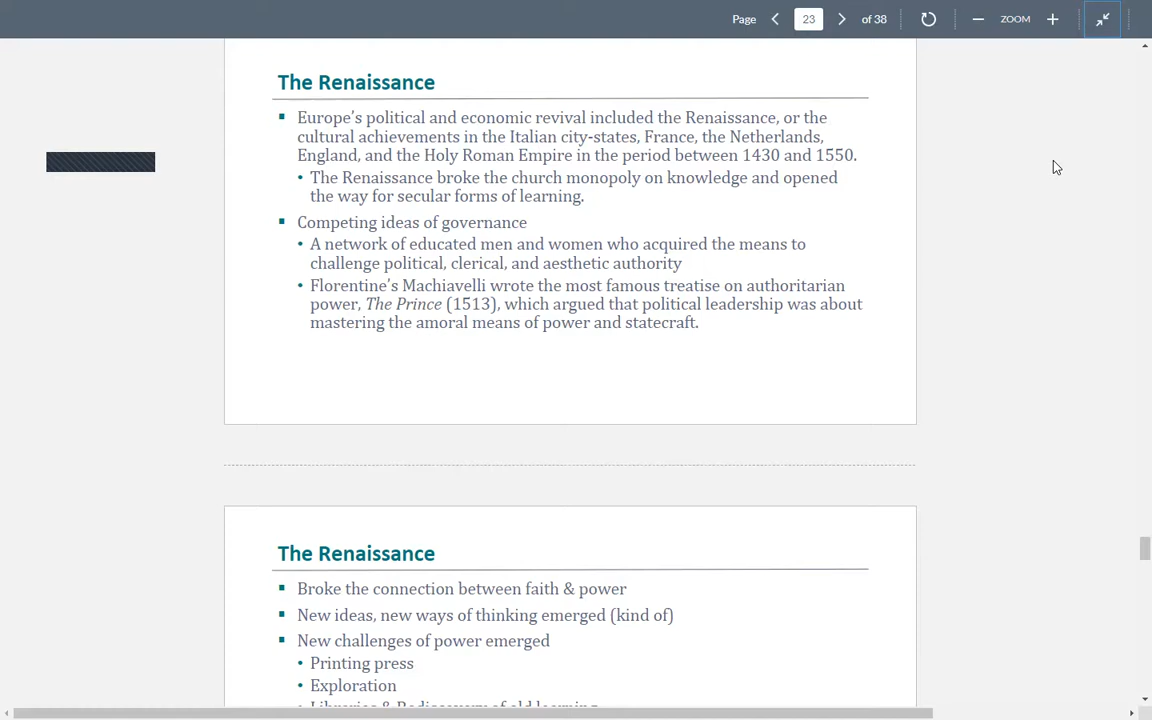 Page 23 of 38 ZOOM
The Renaissance
Europe's political and economic revival included the Renaissance, or the
cultural achievements in the Italian city-states, France, the Netherlands,
England, and the Holy Roman Empire in the period between 1430 and 1550.
• The Renaissance broke the church monopoly on knowledge and opened
the way for secular forms of learning.
Competing ideas of governance
• A network of educated men and women who acquired the means to
challenge political, clerical, and aesthetic authority
• Florentine's Machiavelli wrote the most famous treatise on authoritarian
power, The Prince (1513), which argued that political leadership was about
mastering the amoral means of power and statecraft.
The Renaissance
Broke the connection between faith & power
New ideas, new ways of thinking emerged (kind of)
New challenges of power emerged
• Printing press
• Exploration
• Libraries & Rediscovery of old learning